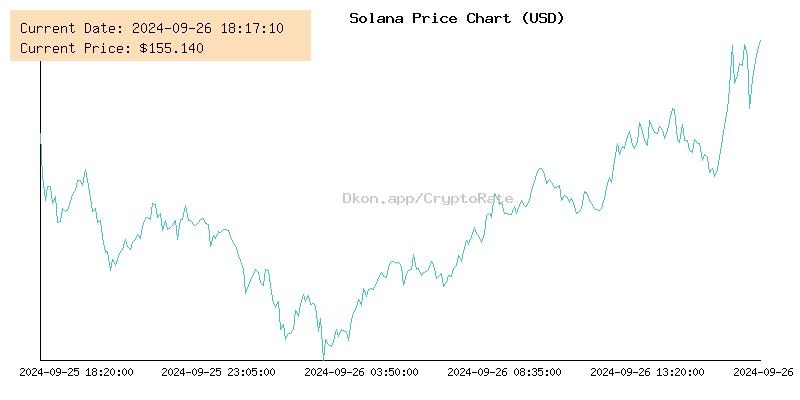 Solana Price Chart (USD)
Current Date: 2024-09-26 18:17:10
Current Price: $155.140
Dkon.app/CryptoRate
2024-09-25 18:20:00 2024-09-25 23:05:00 2024-09-26 03:50:00 2024-09-26 08:35:00 2024-09-26 13:20:00 2024-09-26